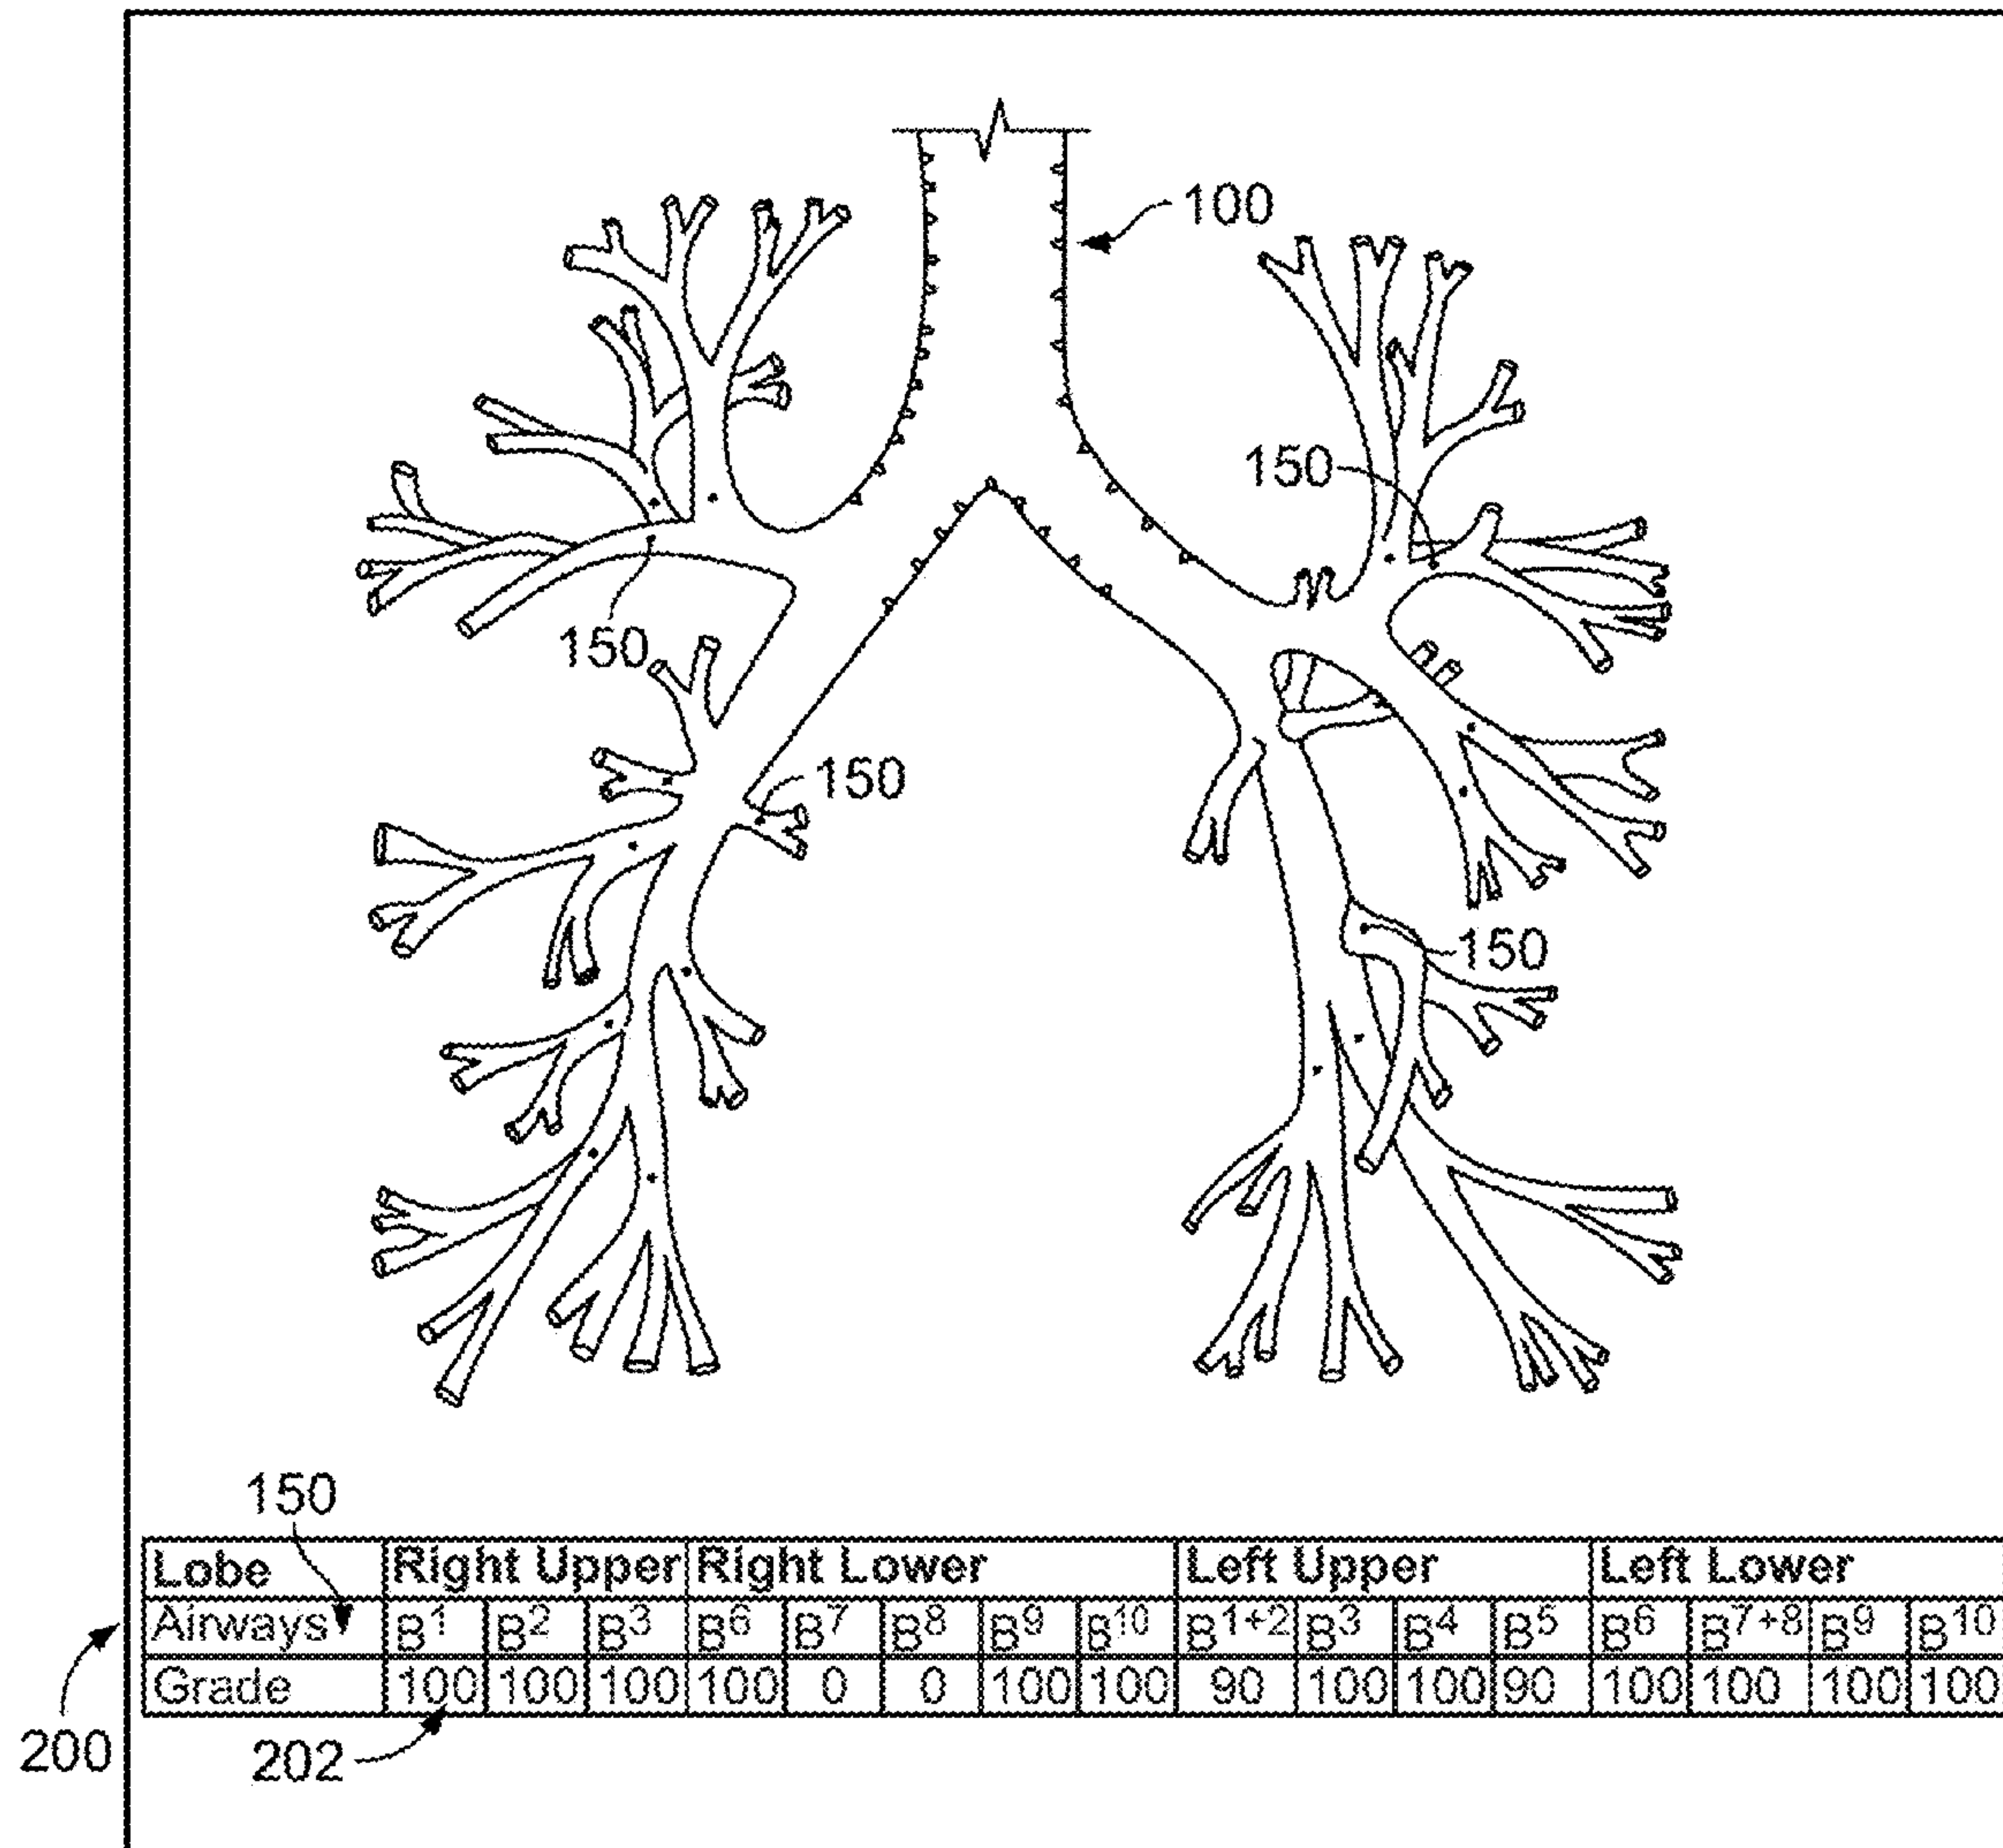 100
150
150
150
150
150
Lobe Right Upper Right Lower Left Upper Left Lower
Airways B¹ B² B³ B⁶ B⁷ B⁸ B⁹ B¹⁰ B¹⁺² B³ B⁴ B⁵ B⁶ B⁷⁺⁸ B⁹ B¹⁰
Grade 100 100 100 100 0 0 100 100 90 100 100 90 100 100 100 100
200
202